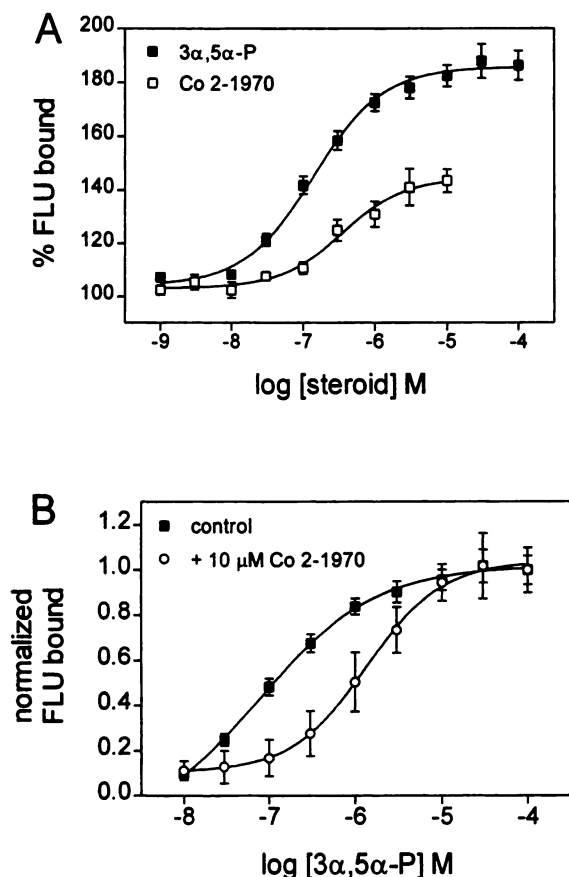 A
3α,5α-P
Co 2-1970
% FLU bound
200
180
160
140
120
100
-9 -8 -7 -6 -5 -4
log [steroid] M
B
control
+ 10 μM Co 2-1970
normalized
FLU bound
1.2
1.0
0.8
0.6
0.4
0.2
0.0
-8 -7 -6 -5 -4
log [3α,5α-P] M